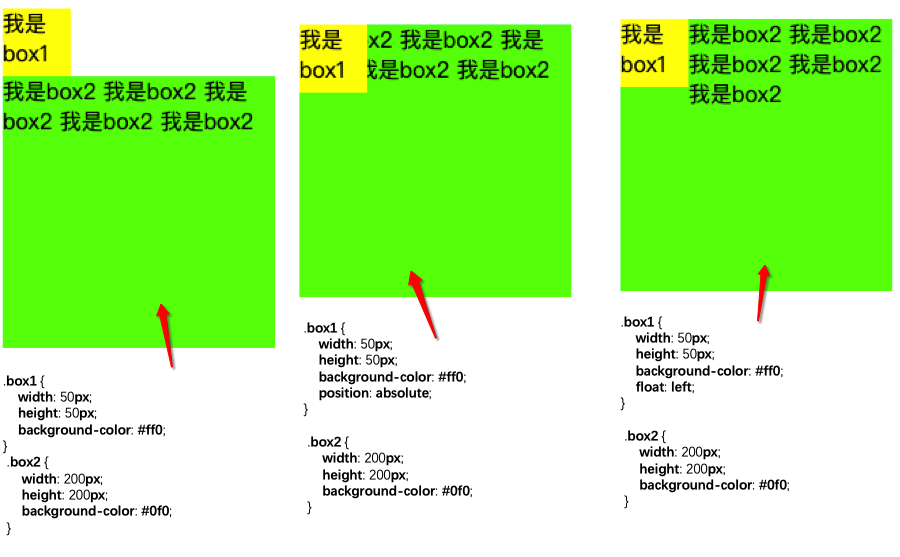 我是
box1
我是box2 我是box2 我是
box2 我是box2 我是box2
.box1 {
width: 50px;
height: 50px;
background-color: #ff0;
}
.box2 {
width: 200px;
height: 200px;
background-color: #0f0;
}
我是
box1
x2 我是box2 我是
我是box2 我是box2
.box1 {
width: 50px;
height: 50px;
background-color: #ff0;
position: absolute;
}
.box2 {
width: 200px;
height: 200px;
background-color: #0f0;
}
我是
box1
我是box2 我是box2
我是box2 我是box2
我是box2
.box1 {
width: 50px;
height: 50px;
background-color: #ff0;
float: left;
}
.box2 {
width: 200px;
height: 200px;
background-color: #0f0;
}